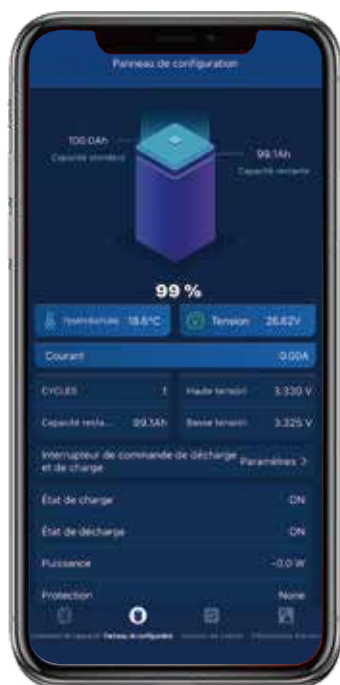 Panneau de configuration
100.0Ah
Capacité standard
99.1Ah
Capacité restante
99 %
TEMPÉRATURE 18.6°C
Tension 26.62V
Courant 0.00A
CYCLES 1
Haute tension 3.330 V
Capacité resta... 99.1Ah
Basse tension 3.325 V
Interrupteur de commande de décharge
et de charge
Paramètres >
État de charge ON
État de décharge ON
Puissance -0.0 W
Protection None
Panneau de configuration